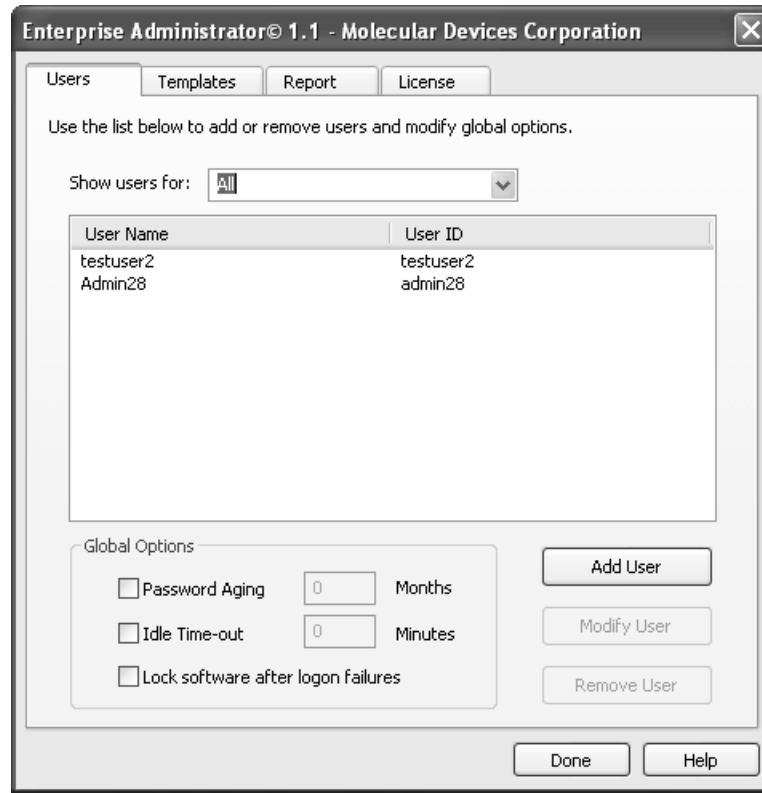 Enterprise Administrator© 1.1 - Molecular Devices Corporation
Users Templates Report License
Use the list below to add or remove users and modify global options.
Show users for: All
User Name User ID
testuser2 testuser2
Admin28 admin28
Global Options
Password Aging 0 Months
Idle Time-out 0 Minutes
Lock software after logon failures
Add User
Modify User
Remove User
Done Help